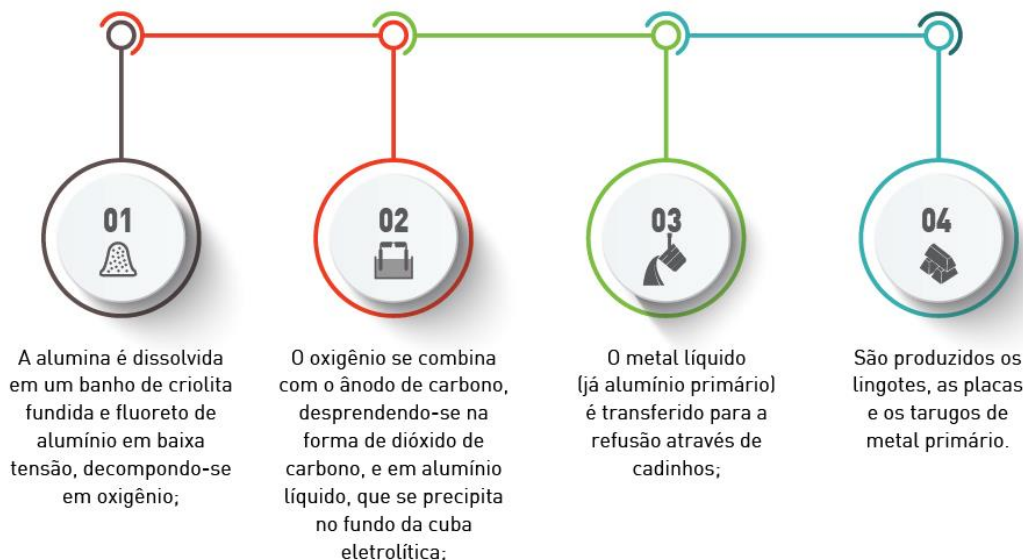 01
A alumina é dissolvida
em um banho de criolita
fundida e fluoreto de
alumínio em baixa
tensão, decompondo-se
em oxigênio;
02
O oxigênio se combina
com o ânodo de carbono,
desprendendo-se na
forma de dióxido de
carbono, e em alumínio
líquido, que se precipita
no fundo da cuba
eletrolítica;
03
O metal líquido
(já alumínio primário)
é transferido para a
refusão através de
cadinhos;
04
São produzidos os
lingotes, as placas
e os tarugos de
metal primário.